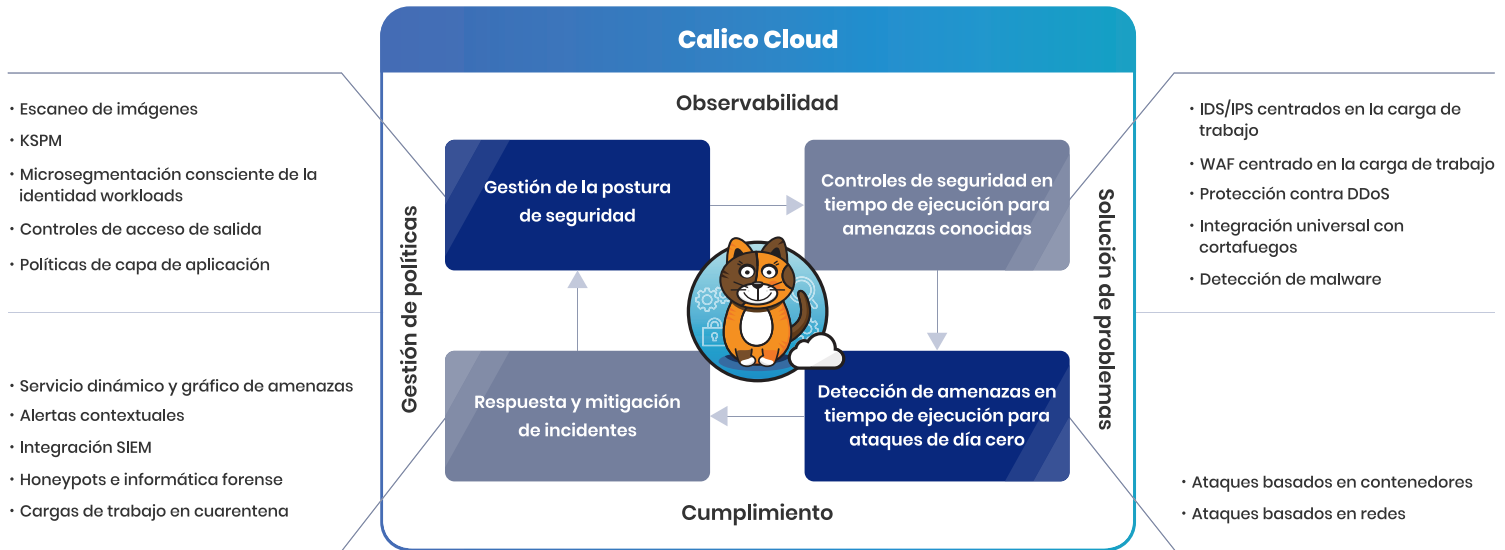 Calico Cloud
Observabilidad
· Escaneo de imágenes
· KSPM
· Microsegmentación consciente de la
identidad workloads
· Controles de acceso de salida
· Políticas de capa de aplicación
Gestión de la postura
de seguridad
Controles de seguridad en
tiempo de ejecución para
amenazas conocidas
· IDS/IPS centrados en la carga de
trabajo
· WAF centrado en la carga de trabajo
· Protección contra DDoS
· Integración universal con
cortafuegos
· Detección de malware
Gestión de políticas
Solución de problemas
· Servicio dinámico y gráfico de amenazas
· Alertas contextuales
· Integración SIEM
· Honeypots e informática forense
· Cargas de trabajo en cuarentena
Respuesta y mitigación
de incidentes
Detección de amenazas en
tiempo de ejecución para
ataques de día cero
· Ataques basados en contenedores
· Ataques basados en redes
Cumplimiento